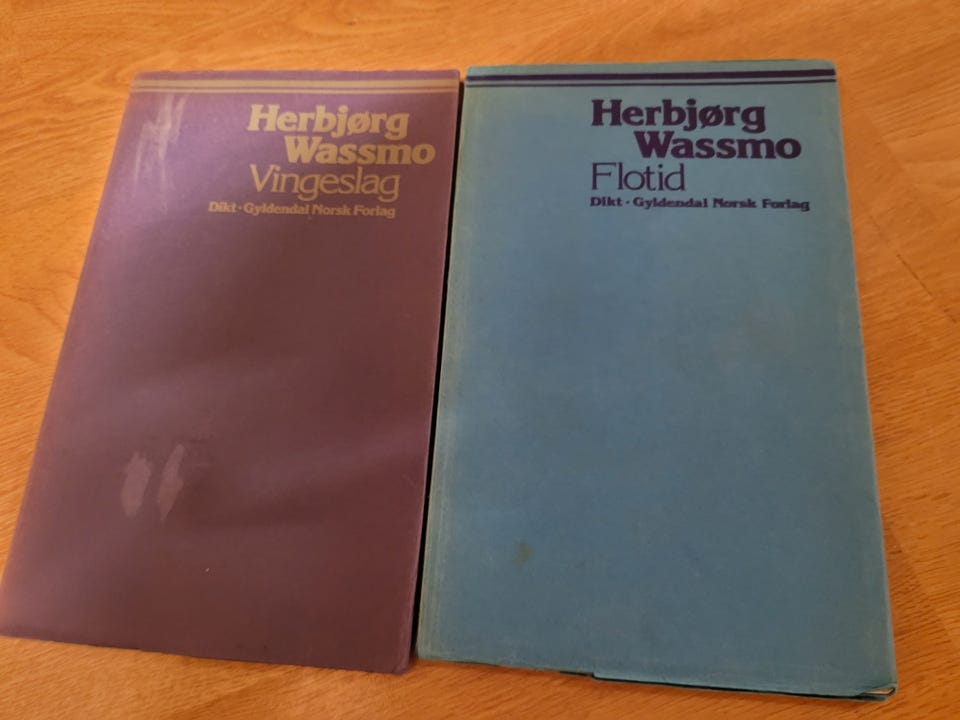 Herbjørg
Wassmo
Vingeslag
Dikt · Gyldendal Norsk Forlag
Herbjørg
Wassmo
Flotid
Dikt · Gyldendal Norsk Forlag